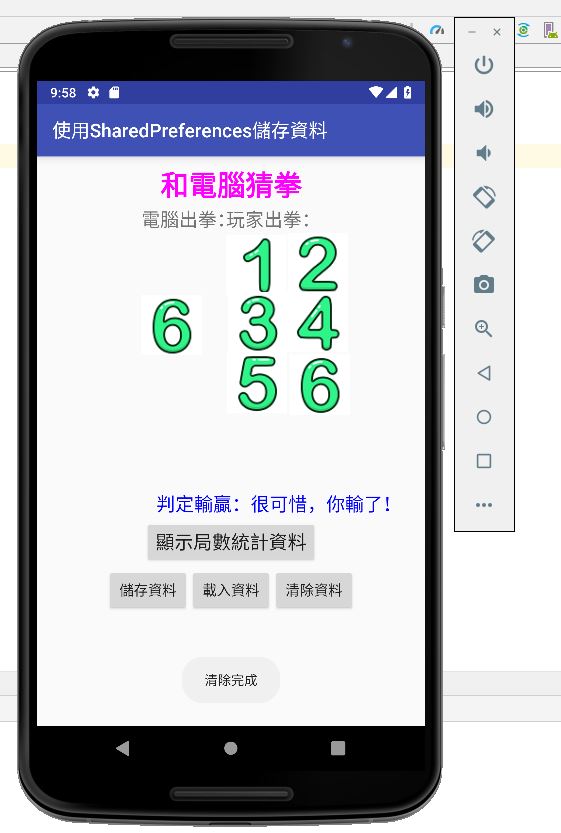 9:58
使用SharedPreferences儲存資料
和電腦猜拳
電腦出拳:玩家出拳:
1 2
6 3 4
5 6
判定輸贏：很可惜，你輸了!
顯示局數統計資料
儲存資料 載入資料 清除資料
清除完成